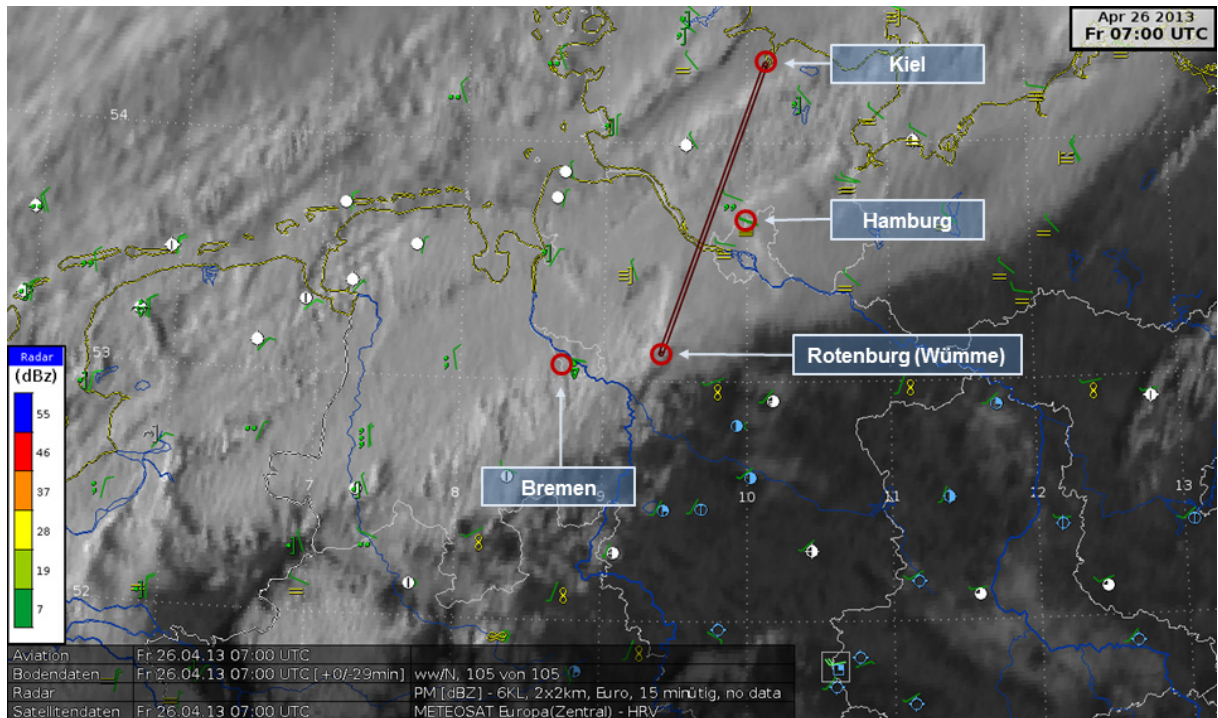 Apr 26 2013
Fr 07:00 UTC
Kiel
54
Hamburg
Radar
(dBz)
55
46
37
28
19
7
53
Rotenburg (Wümme)
Bremen
7
8
9
10
11
12
13
52
Aviation Fr 26.04.13 07:00 UTC
Bodendaten Fr 26.04.13 07:00 UTC [+0/-29min] ww/N, 105 von 105
Radar PM [dBZ] - 6KL, 2x2km, Euro, 15 minütig, no data
Satellitendaten Fr 26.04.13 07:00 UTC METEOSAT Europa(Zentral) - HRV